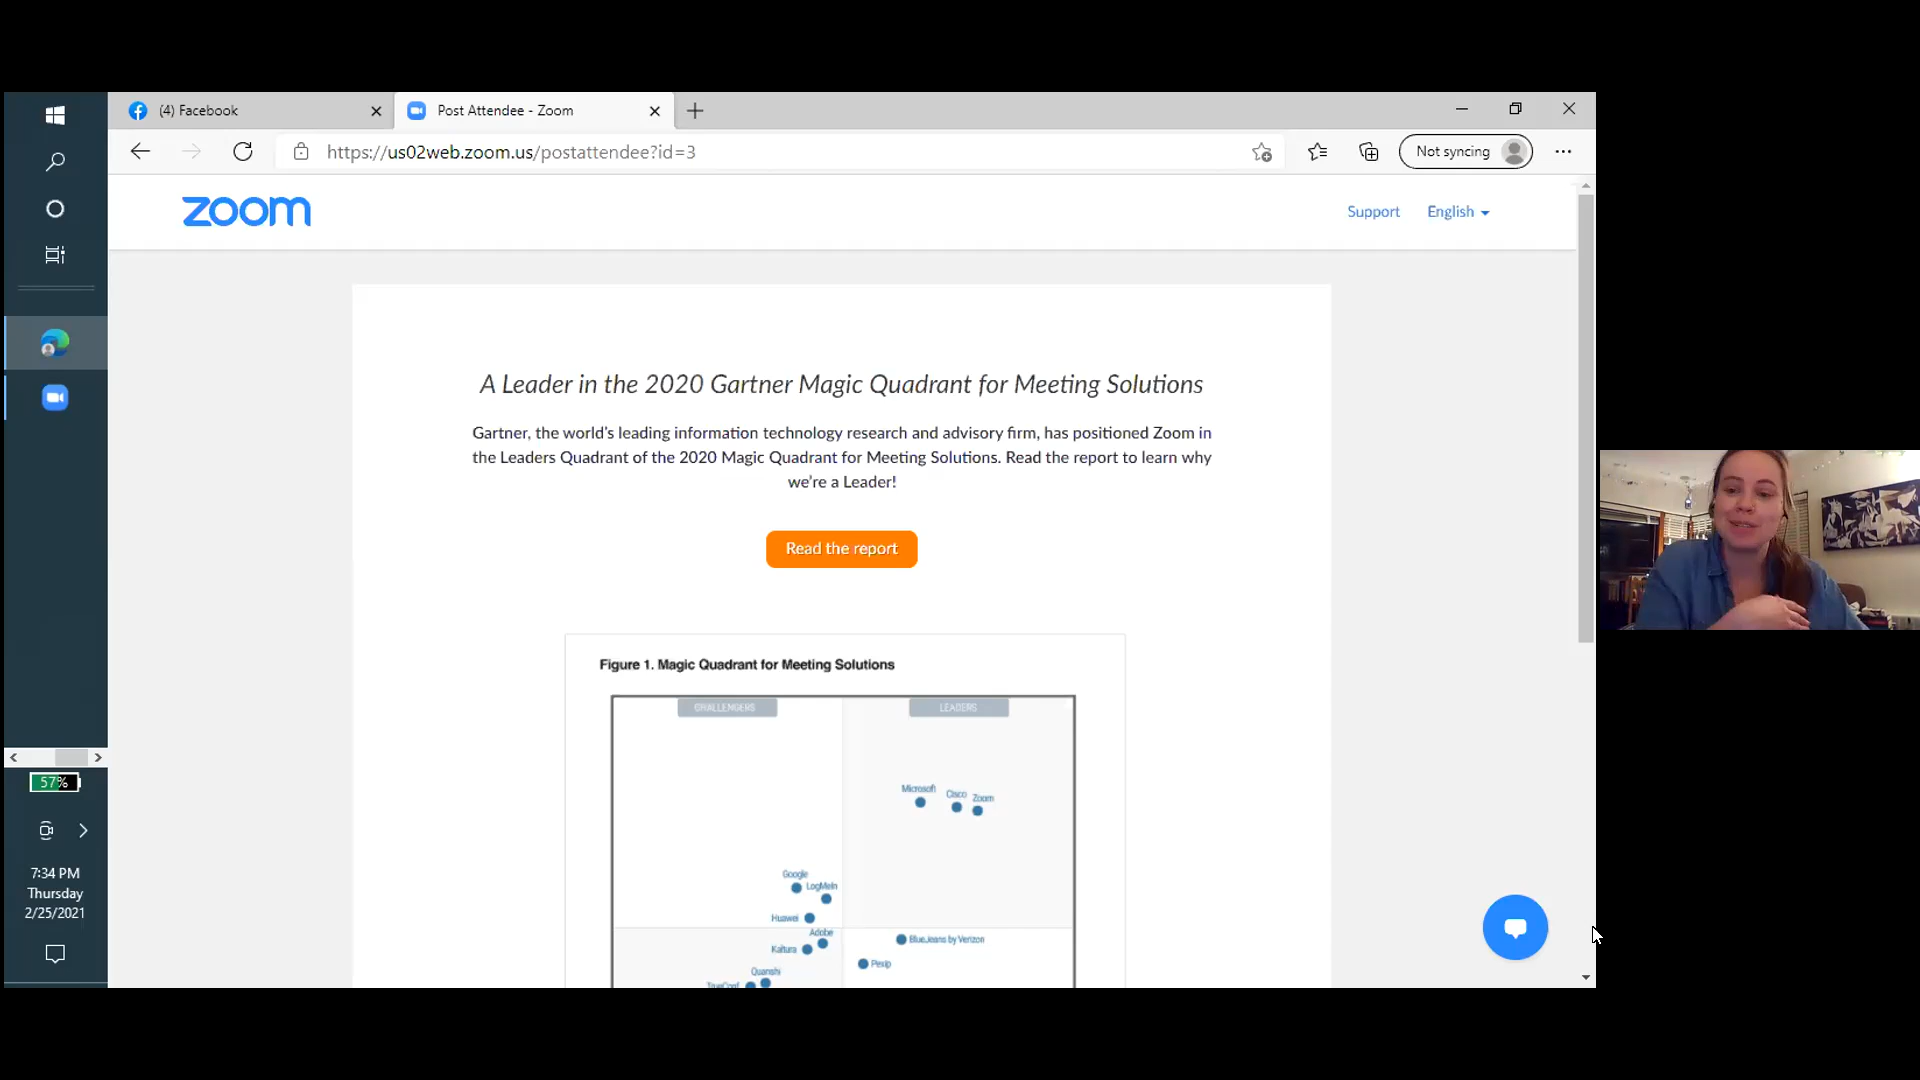 (4) Facebook
Post Attendee - Zoom
https://us02web.zoom.us/postattendee?id=3
Not syncing
zoom
Support
English
A Leader in the 2020 Gartner Magic Quadrant for Meeting Solutions
Gartner, the world's leading information technology research and advisory firm, has positioned Zoom in
the Leaders Quadrant of the 2020 Magic Quadrant for Meeting Solutions. Read the report to learn why
we're a Leader!
Read the report
Figure 1. Magic Quadrant for Meeting Solutions
CHALLENGERS
LEADERS
Microsoft
Cisco
Zoom
Google
LogMeIn
Huawei
Adobe
Kaltura
BlueJeans by Verizon
Pexip
Quanshi
TrueConf
57%
7:34 PM
Thursday
2/25/2021